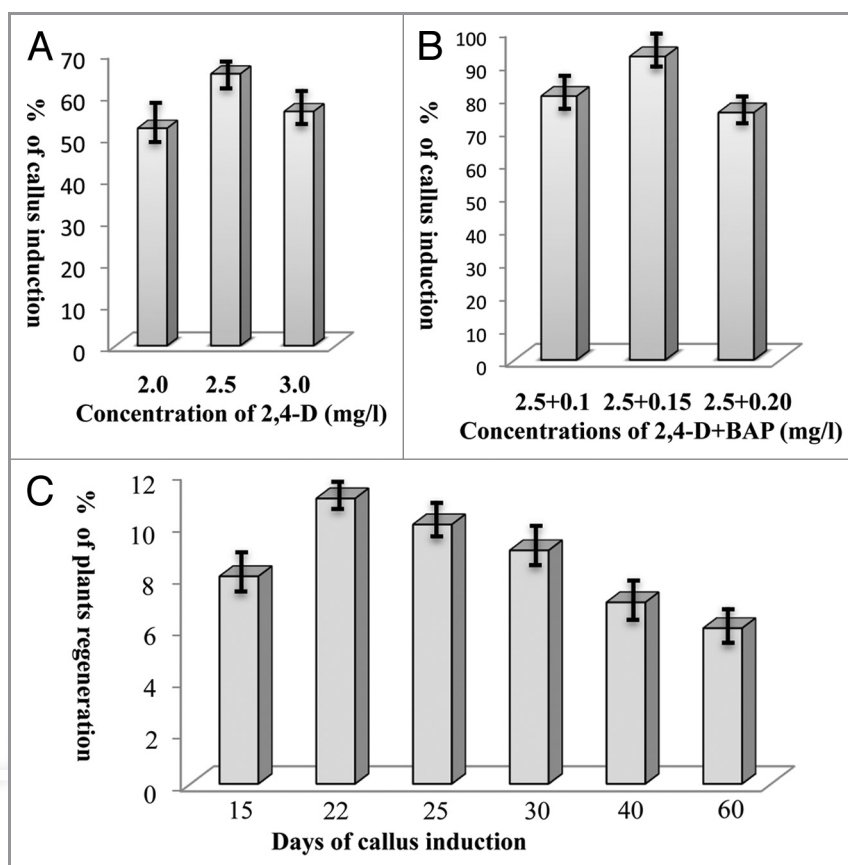 A
% of callus induction
70
60
50
40
30
20
10
0
2.0 2.5 3.0
Concentration of 2,4-D (mg/l)
B
% of callus induction
100
90
80
70
60
50
40
30
20
10
0
2.5+0.1 2.5+0.15 2.5+0.20
Concentrations of 2,4-D+BAP (mg/l)
C
% of plants regeneration
12
10
8
6
4
2
0
15 22 25 30 40 60
Days of callus induction